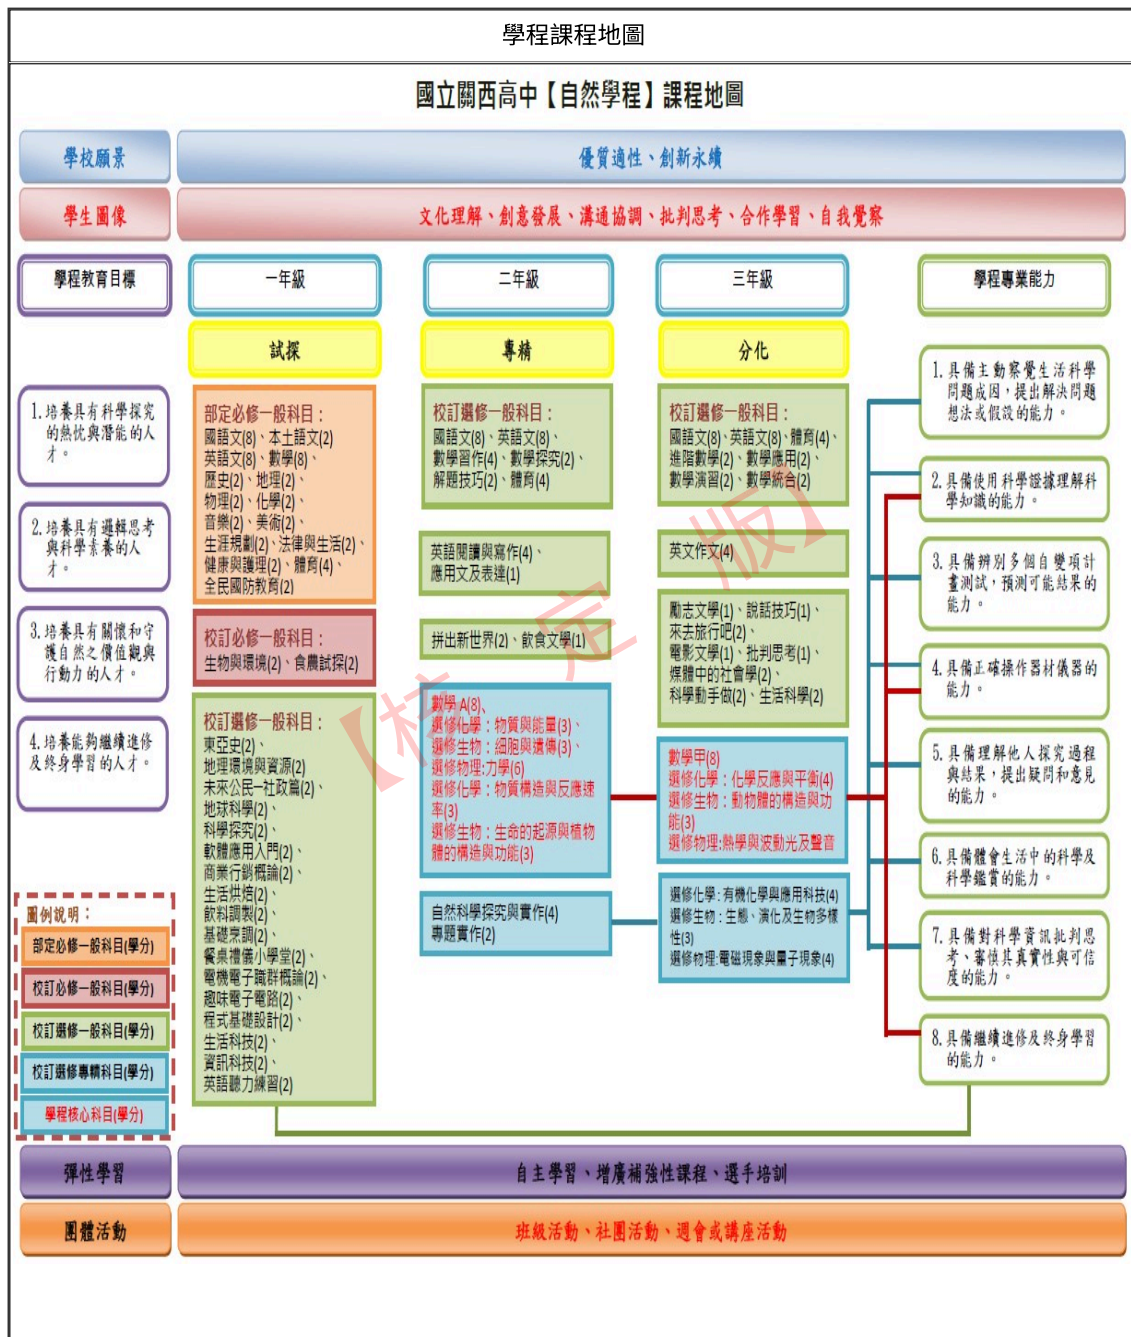 學程課程地圖
國立關西高中【自然學程】課程地圖
學校願景
優質適性、創新永續
學生圖像
文化理解、創意發展、溝通協調、批判思考、合作學習、自我覺察
學程教育目標
一年級
二年級
三年級
學程專業能力
試探
專精
分化
1.培養具有科學探究
的熱忱與潛能的人
才。
2.培養具有邏輯思考
與科學素養的人
才。
3.培養具有關懷和守
護自然之價值觀與
行動力的人才。
4.培養能夠繼續進修
及終身學習的人才。
部定必修一般科目：
國語文(8)、本土語文(2)
英語文(8)、數學(8)、
歷史(2)、地理(2)、
物理(2)、化學(2)、
音樂(2)、美術(2)、
生涯規劃(2)、法律與生活(2)、
健康與護理(2)、體育(4)、
全民國防教育(2)
校訂必修一般科目：
生物與環境(2)、食農試探(2)
校訂選修一般科目：
東亞史(2)、
地理環境與資源(2)
未來公民─社政篇(2)、
地球科學(2)、
科學探究(2)、
軟體應用入門(2)、
商業行銷概論(2)、
生活烘焙(2)、
飲料調製(2)、
基礎烹調(2)、
餐桌禮儀小學堂(2)、
電機電子職群概論(2)、
趣味電子電路(2)、
程式基礎設計(2)、
生活科技(2)、
資訊科技(2)、
英語聽力練習(2)
校訂選修一般科目：
國語文(8)、英語文(8)、
數學習作(4)、數學探究(2)、
解題技巧(2)、體育(4)
英語閱讀與寫作(4)、
應用文及表達(1)
拼出新世界(2)、飲食文學(1)
數學A(8)、
選修化學：物質與能量(3)、
選修生物：細胞與遺傳(3)、
選修物理:力學(6)
選修化學：物質構造與反應速
率(3)
選修生物：生命的起源與植物
體的構造與功能(3)
自然科學探究與實作(4)
專題實作(2)
校訂選修一般科目：
國語文(8)、英語文(8)、體育(4)、
進階數學(2)、數學應用(2)、
數學演習(2)、數學統合(2)
英文作文(4)
勵志文學(1)、說話技巧(1)、
來去旅行吧(2)、
電影文學(1)、批判思考(1)、
媒體中的社會學(2)、
科學動手做(2)、生活科學(2)
數學甲(8)
選修化學：化學反應與平衡(4)
選修生物：動物體的構造與功
能(3)
選修物理:熱學與波動光及聲音
選修化學:有機化學與應用科技(4)
選修生物：生態、演化及生物多樣
性(3)
選修物理:電磁現象與量子現象(4)
1.具備主動察覺生活科學
問題成因，提出解決問題
想法或假設的能力。
2.具備使用科學證據理解科
學知識的能力。
3.具備辨別多個自變項計
畫測試，預測可能結果的
能力。
4.具備正確操作器材儀器的
能力。
5.具備理解他人探究過程
與結果，提出疑問和意見
的能力。
6.具備體會生活中的科學及
科學鑑賞的能力。
7.具備對科學資訊批判思
考、審慎其真實性與可信
度的能力。
8.具備繼續進修及終身學習
的能力。
圖例說明：
部定必修一般科目(學分)
校訂必修一般科目(學分)
校訂選修一般科目(學分)
校訂選修專精科目(學分)
學程核心科目(學分)
彈性學習
自主學習、增廣補強性課程、選手培訓
團體活動
班級活動、社團活動、週會或講座活動
【核定版】